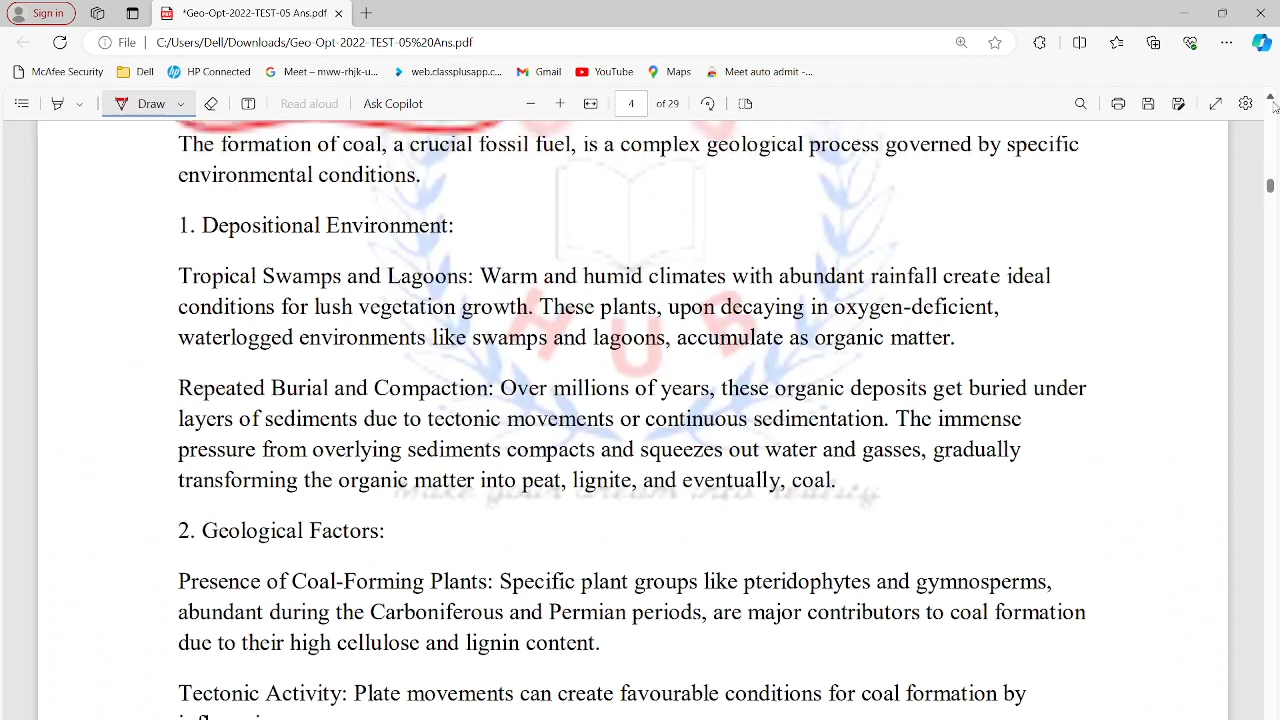 Sign in
*Geo-Opt-2022-TEST-05 Ans.pdf
File
C:/Users/Dell/Downloads/Geo-Opt-2022-TEST-05%20Ans.pdf
McAfee Security Dell HP Connected Meet – mvw-rhjk-u... web.classplusapp.c... Gmail YouTube Maps Meet auto admit -...
Draw Read aloud Ask Copilot 4 of 29
The formation of coal, a crucial fossil fuel, is a complex geological process governed by specific
environmental conditions.
1. Depositional Environment:
Tropical Swamps and Lagoons: Warm and humid climates with abundant rainfall create ideal
conditions for lush vegetation growth. These plants, upon decaying in oxygen-deficient,
waterlogged environments like swamps and lagoons, accumulate as organic matter.
HUB
Repeated Burial and Compaction: Over millions of years, these organic deposits get buried under
layers of sediments due to tectonic movements or continuous sedimentation. The immense
pressure from overlying sediments compacts and squeezes out water and gasses, gradually
transforming the organic matter into peat, lignite, and eventually, coal.
2. Geological Factors:
Presence of Coal-Forming Plants: Specific plant groups like pteridophytes and gymnosperms,
abundant during the Carboniferous and Permian periods, are major contributors to coal formation
due to their high cellulose and lignin content.
Tectonic Activity: Plate movements can create favourable conditions for coal formation by